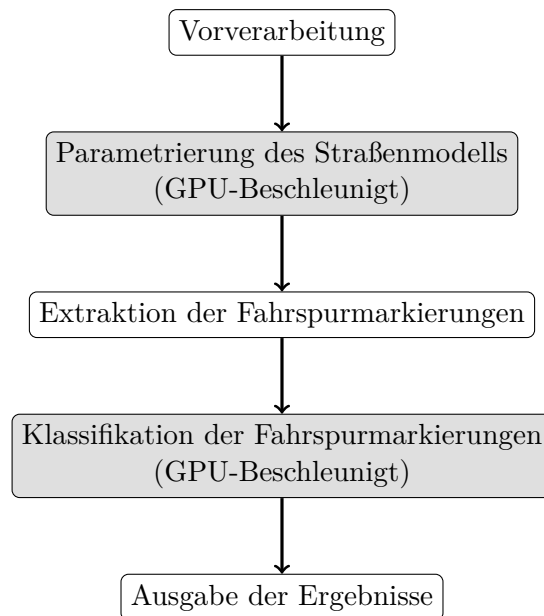 Vorverarbeitung
Parametrierung des Straßenmodells
(GPU-Beschleunigt)
Extraktion der Fahrspurmarkierungen
Klassifikation der Fahrspurmarkierungen
(GPU-Beschleunigt)
Ausgabe der Ergebnisse